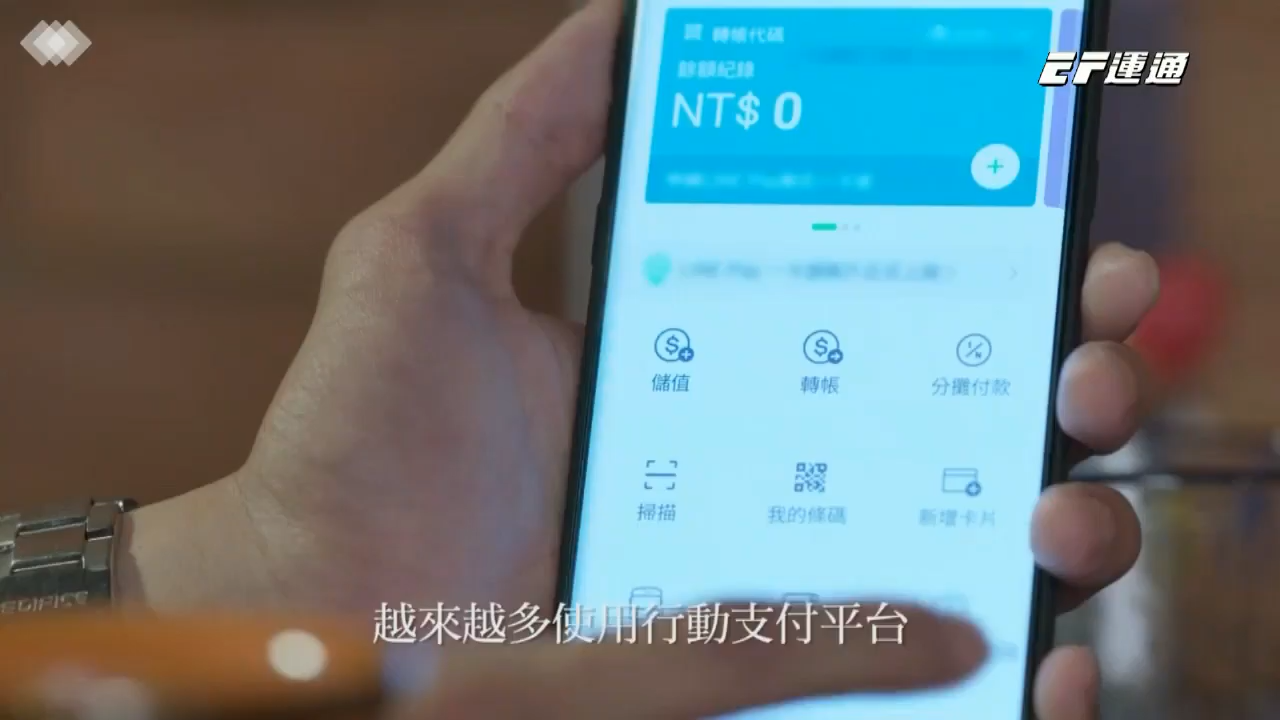 EF運通
轉帳代碼
餘額紀錄
NT$ 0
儲值
轉帳
分攤付款
掃描
我的條碼
新增卡片
EDIFICE
越來越多使用行動支付平台